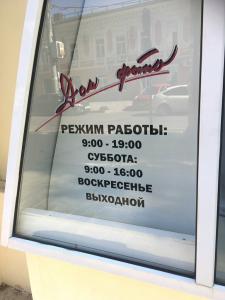 Дом фото
РЕЖИМ РАБОТЫ:
9:00 - 19:00
СУББОТА:
9:00 - 16:00
ВОСКРЕСЕНЬЕ
ВЫХОДНОЙ